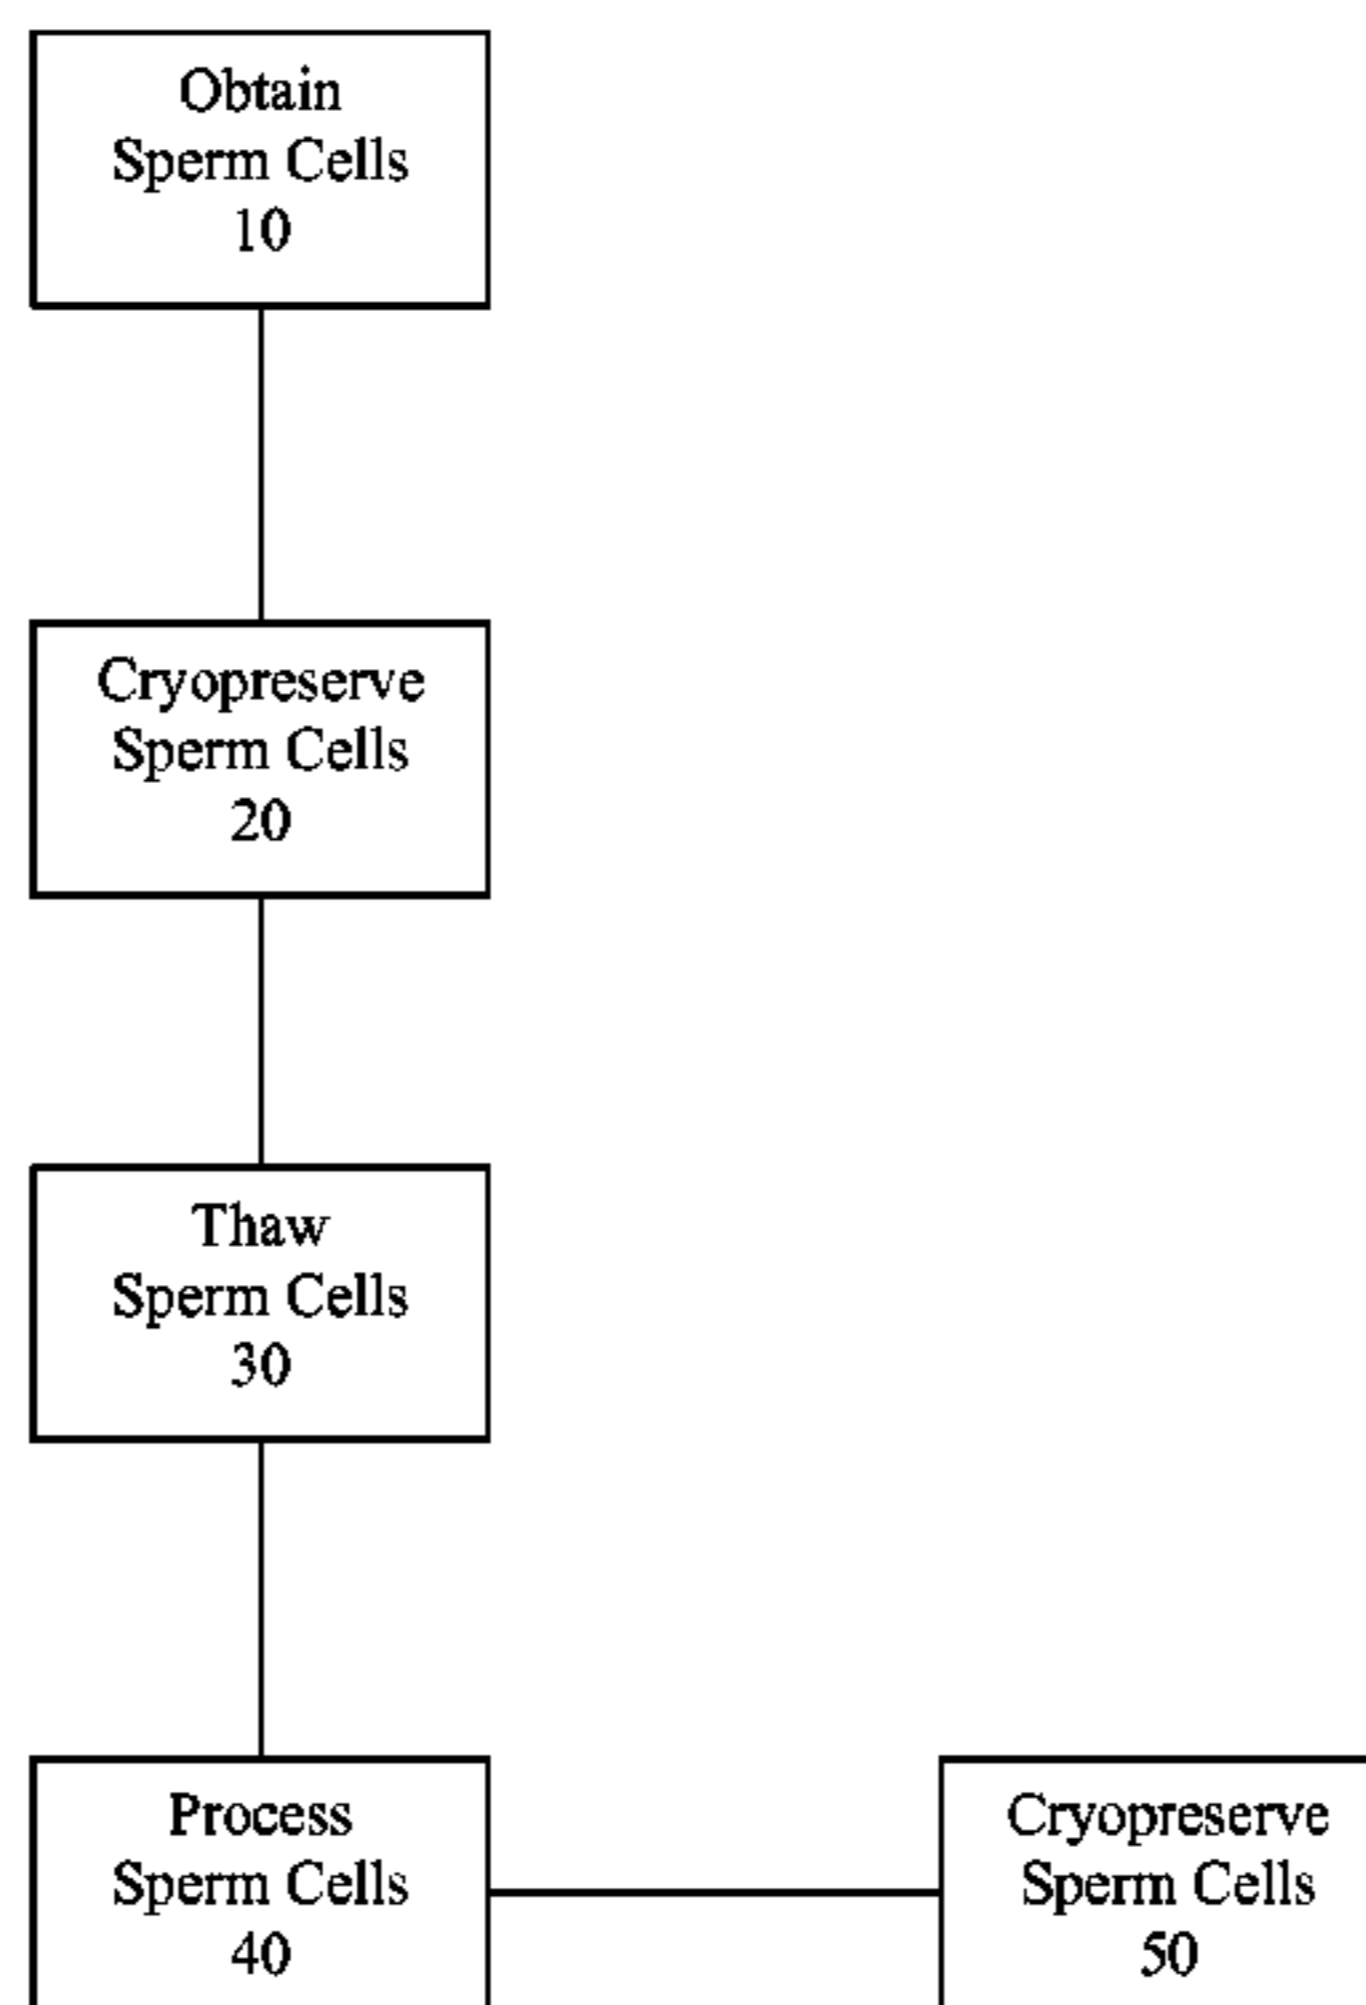 Obtain
Sperm Cells
10
Cryopreserve
Sperm Cells
20
Thaw
Sperm Cells
30
Process
Sperm Cells
40
Cryopreserve
Sperm Cells
50